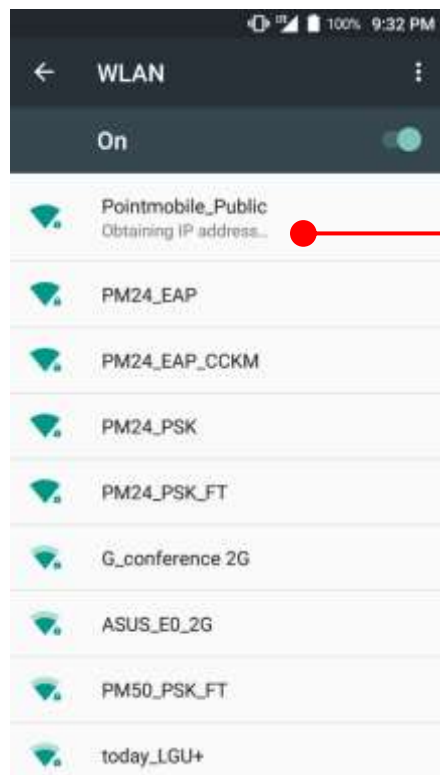 100% 9:32 PM
WLAN
On
Pointmobile_Public
Obtaining IP address...
PM24_EAP
PM24_EAP_CCKM
PM24_PSK
PM24_PSK_FT
G_conference 2G
ASUS_E0_2G
PM50_PSK_FT
today_LGU+